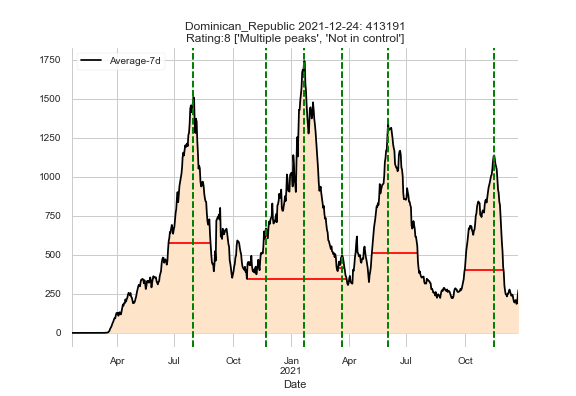 Dominican_Republic 2021-12-24: 413191
Rating:8 ['Multiple peaks', 'Not in control']
Average-7d
1750
1500
1250
1000
750
500
250
0
Apr Jul Oct Jan Apr Jul Oct
2021
Date